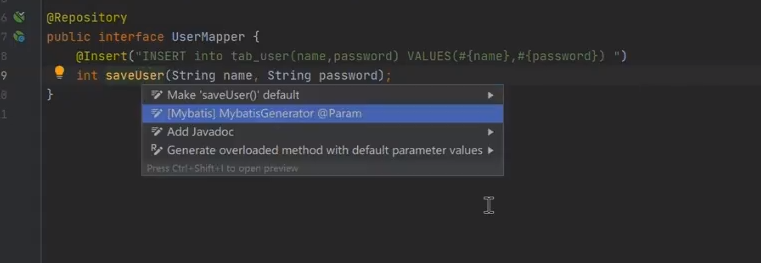 6
@Repository
7
public interface UserMapper {
8
@Insert("INSERT into tab_user(name,password) VALUES(#{name},#{password}) ")
9
int saveUser(String name, String password);
8
}
1
Make 'saveUser()' default
[Mybatis] MybatisGenerator @Param
Add Javadoc
Generate overloaded method with default parameter values
Press Ctrl+Shift+I to open preview